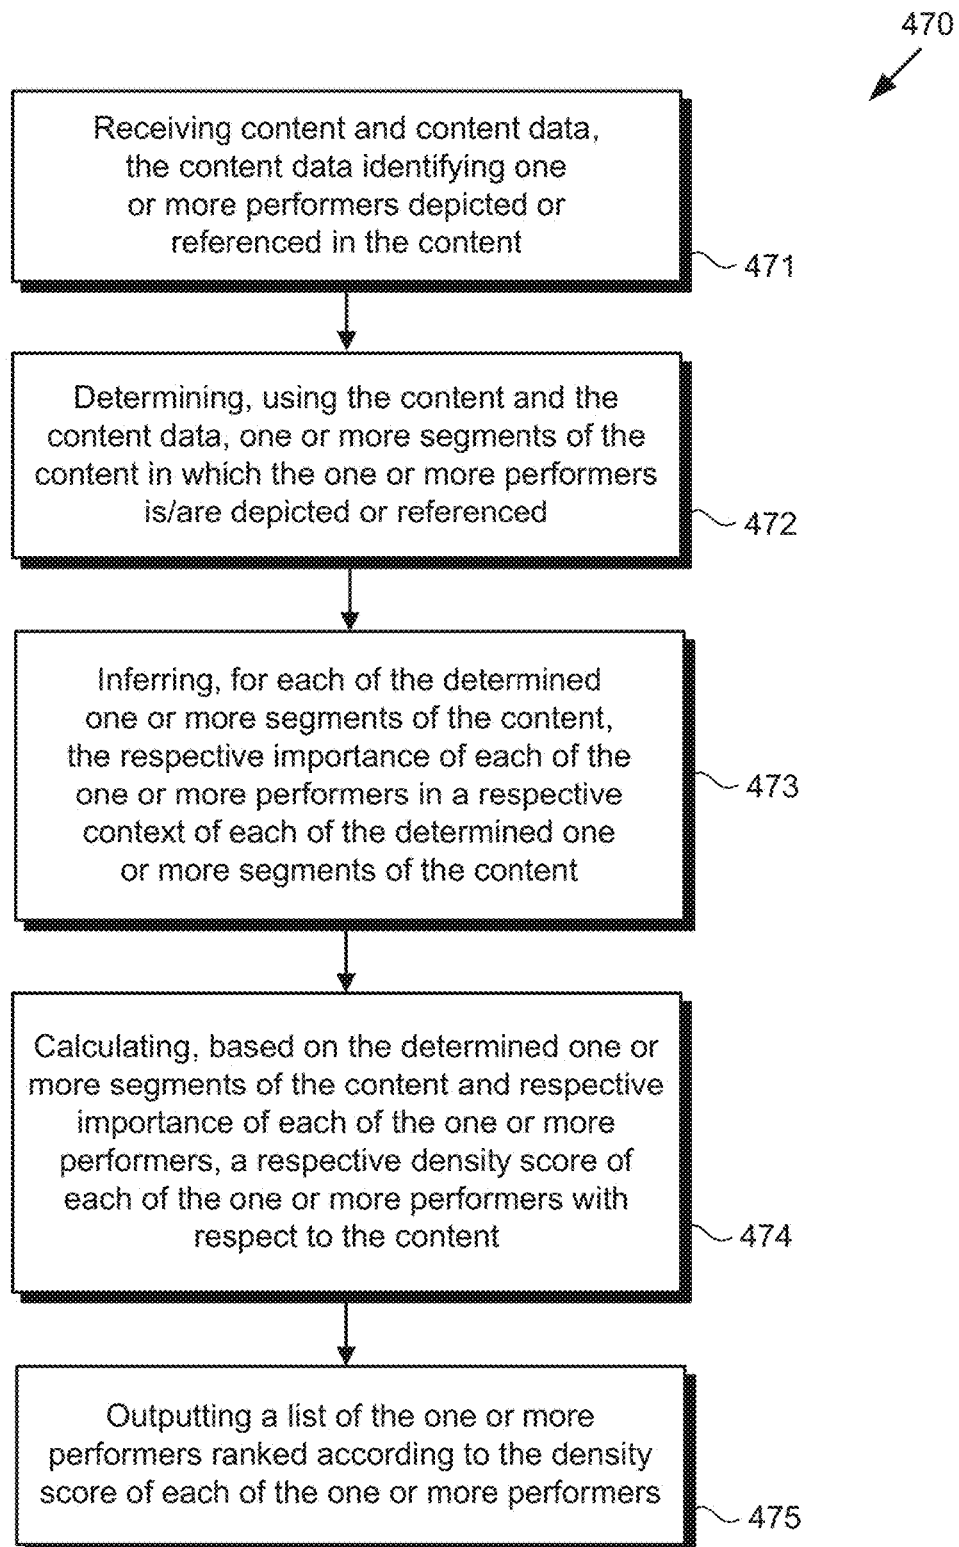 470
Receiving content and content data,
the content data identifying one
or more performers depicted or
referenced in the content
471
Determining, using the content and the
content data, one or more segments of the
content in which the one or more performers
is/are depicted or referenced
472
Inferring, for each of the determined
one or more segments of the content,
the respective importance of each of the
one or more performers in a respective
context of each of the determined one
or more segments of the content
473
Calculating, based on the determined one or
more segments of the content and respective
importance of each of the one or more
performers, a respective density score of
each of the one or more performers with
respect to the content
474
Outputting a list of the one or more
performers ranked according to the density
score of each of the one or more performers
475